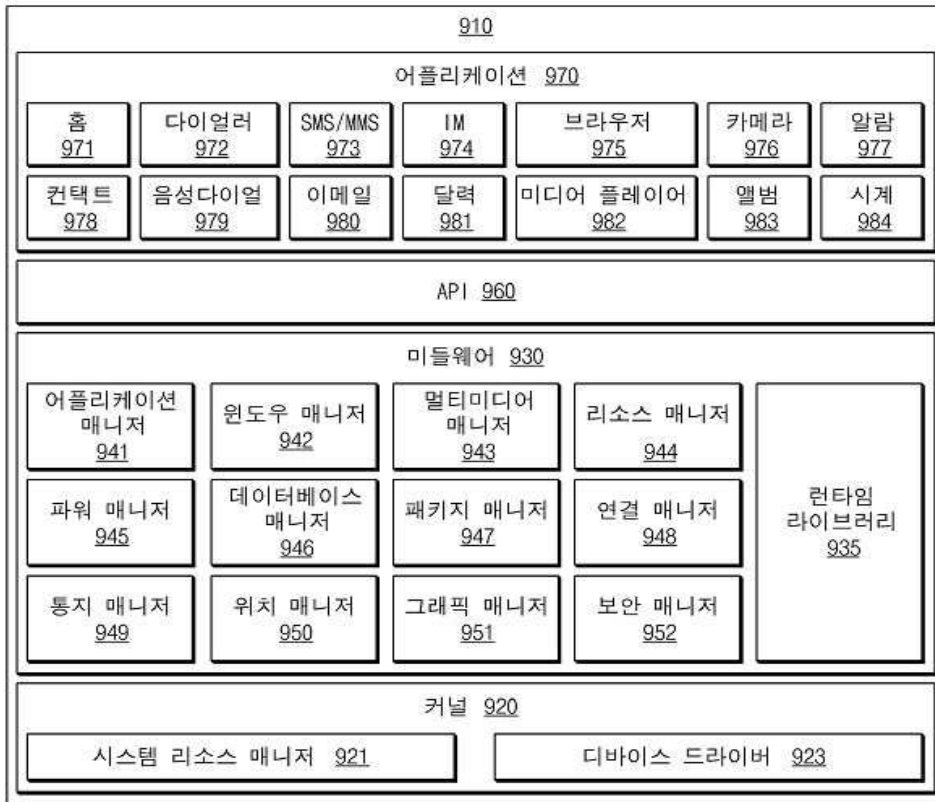 910
어플리케이션 970
홈
971
다이얼러
972
SMS/MMS
973
IM
974
브라우저
975
카메라
976
알람
977
컨택트
978
음성다이얼
979
이메일
980
달력
981
미디어 플레이어
982
앨범
983
시계
984
API 960
미들웨어 930
어플리케이션
매니저
941
윈도우 매니저
942
멀티미디어
매니저
943
리소스 매니저
944
런타임
라이브러리
935
파워 매니저
945
데이터베이스
매니저
946
패키지 매니저
947
연결 매니저
948
통지 매니저
949
위치 매니저
950
그래픽 매니저
951
보안 매니저
952
커널 920
시스템 리소스 매니저 921
디바이스 드라이버 923